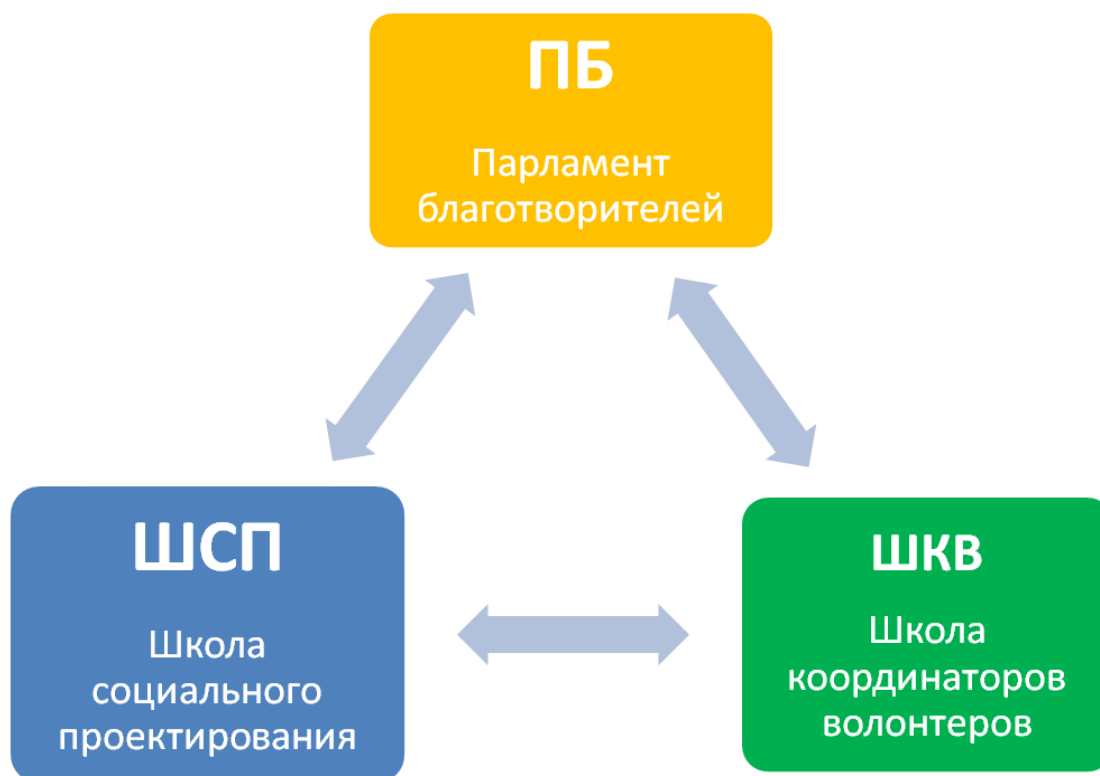 ПБ
Парламент
благотворителей
ШСП
Школа
социального
проектирования
ШКВ
Школа
координаторов
волонтеров